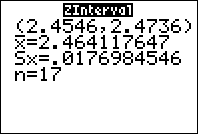 ZInterval
(2.4546,2.4736)
x̅=2.464117647
Sx=.0176984546
n=17